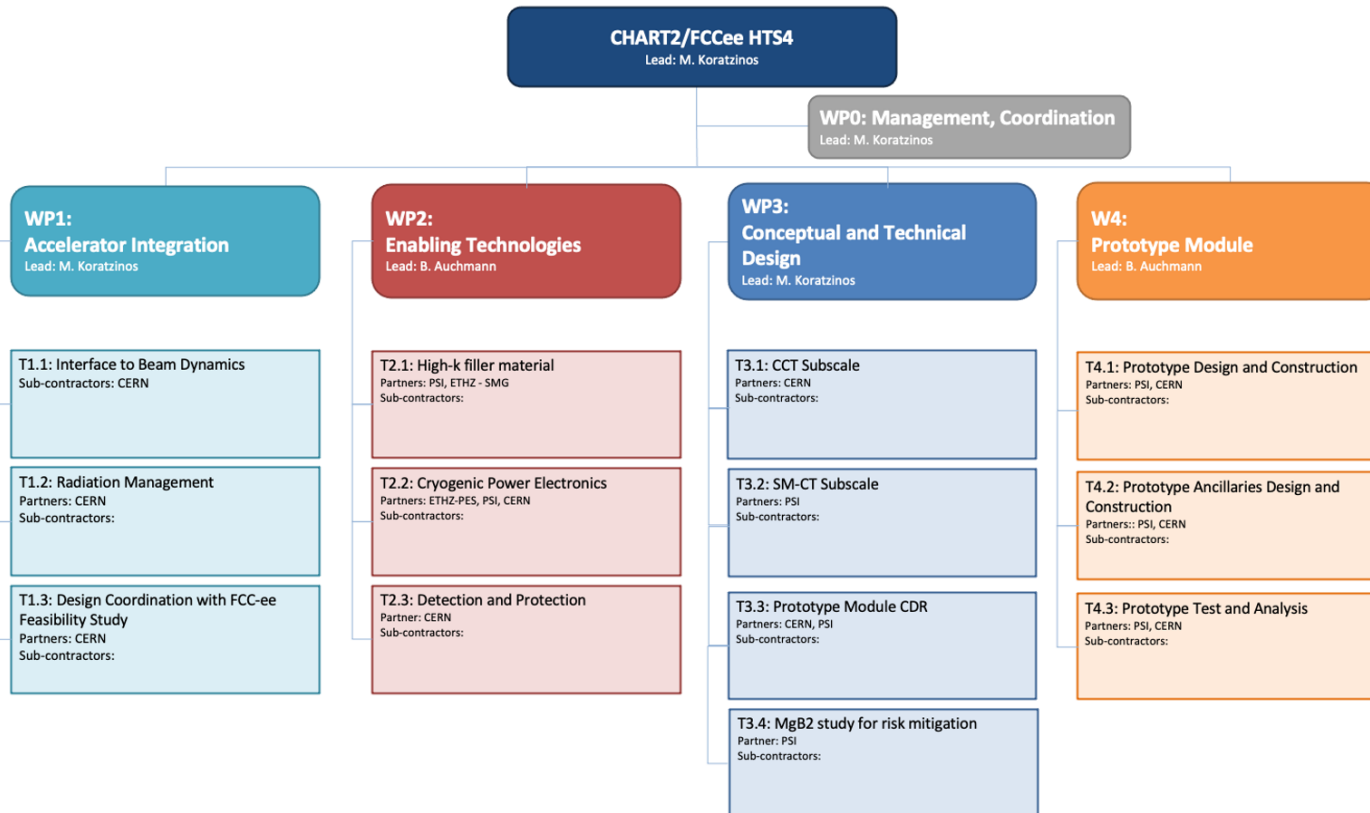 CHART2/FCCee HTS4
Lead: M. Koratzinos
WP0: Management, Coordination
Lead: M. Koratzinos
WP1:
Accelerator Integration
Lead: M. Koratzinos
T1.1: Interface to Beam Dynamics
Sub-contractors: CERN
T1.2: Radiation Management
Partners: CERN
Sub-contractors:
T1.3: Design Coordination with FCC-ee
Feasibility Study
Partners: CERN
Sub-contractors:
WP2:
Enabling Technologies
Lead: B. Auchmann
T2.1: High-k filler material
Partners: PSI, ETHZ - SMG
Sub-contractors:
T2.2: Cryogenic Power Electronics
Partners: ETHZ-PES, PSI, CERN
Sub-contractors:
T2.3: Detection and Protection
Partner: CERN
Sub-contractors:
WP3:
Conceptual and Technical
Design
Lead: M. Koratzinos
T3.1: CCT Subscale
Partners: CERN
Sub-contractors:
T3.2: SM-CT Subscale
Partners: PSI
Sub-contractors:
T3.3: Prototype Module CDR
Partners: CERN, PSI
Sub-contractors:
T3.4: MgB2 study for risk mitigation
Partner: PSI
Sub-contractors:
W4:
Prototype Module
Lead: B. Auchmann
T4.1: Prototype Design and Construction
Partners: PSI, CERN
Sub-contractors:
T4.2: Prototype Ancillaries Design and
Construction
Partners:: PSI, CERN
Sub-contractors:
T4.3: Prototype Test and Analysis
Partners: PSI, CERN
Sub-contractors: